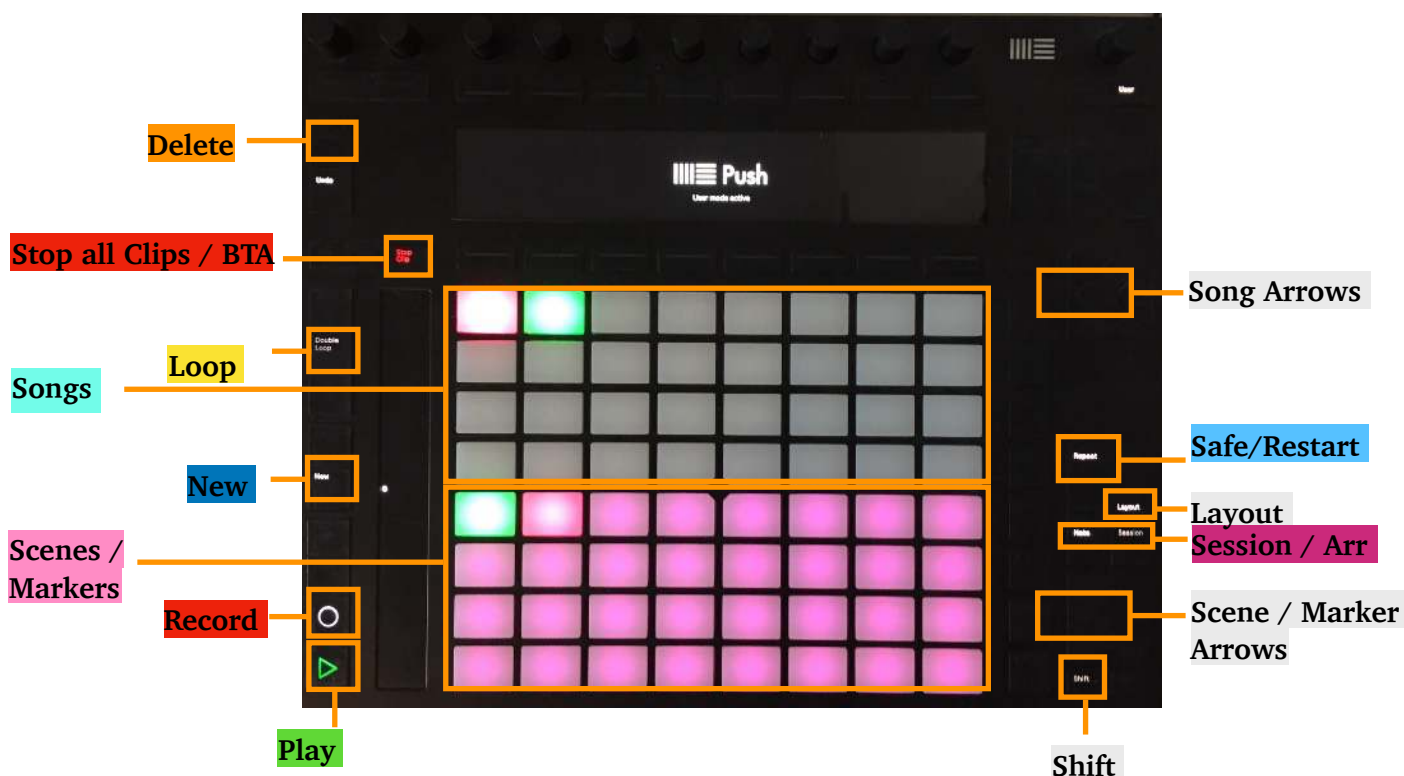 User
Delete
Undo
Push
User mode active
Stop all Clips / BTA
Stop
Clip
Song Arrows
Double
Loop
Loop
Songs
Safe/Restart
Repeat
New
New
Layout
Layout
Note
Session
Session / Arr
Scenes /
Markers
Record
Scene / Marker
Arrows
Shift
Play
Shift